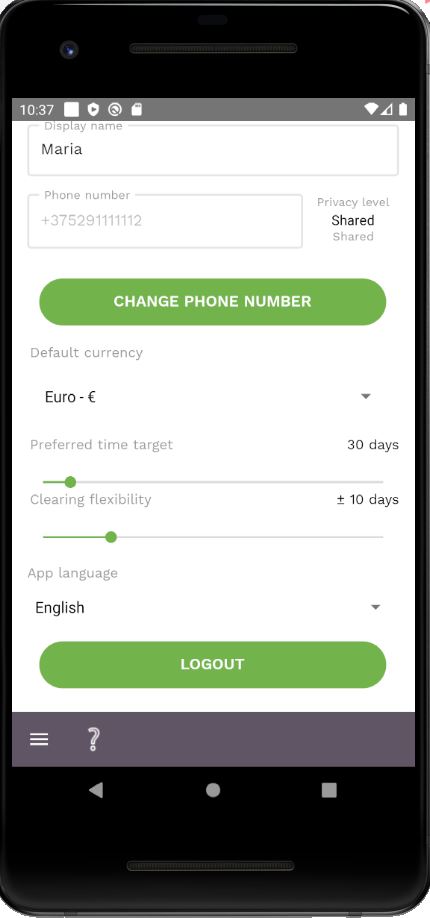 10:37
Display name
Maria
Phone number
+375291111112
Privacy level
Shared
Shared
CHANGE PHONE NUMBER
Default currency
Euro - €
Preferred time target 30 days
Clearing flexibility ± 10 days
App language
English
LOGOUT
?